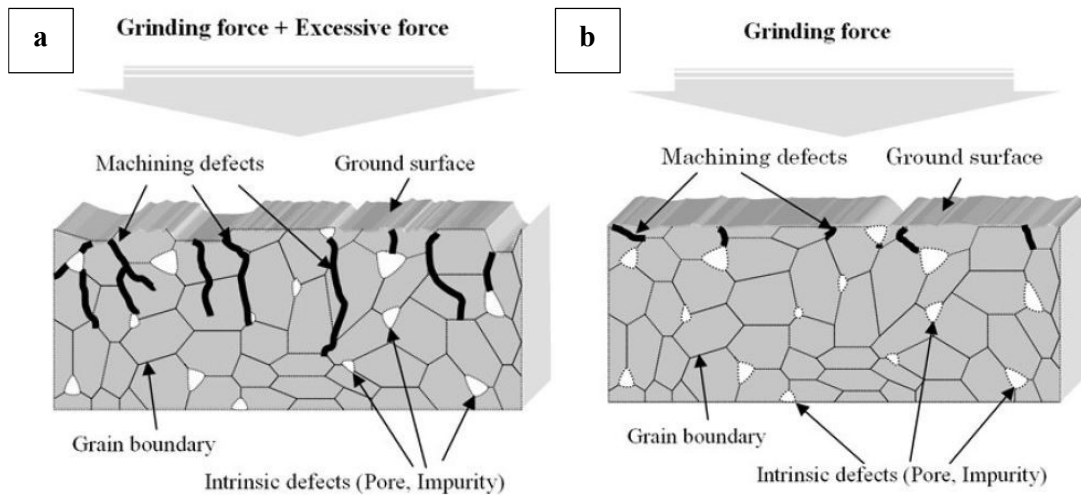 a
Grinding force + Excessive force
Machining defects
Ground surface
Grain boundary
Intrinsic defects (Pore, Impurity)
b
Grinding force
Machining defects
Ground surface
Grain boundary
Intrinsic defects (Pore, Impurity)